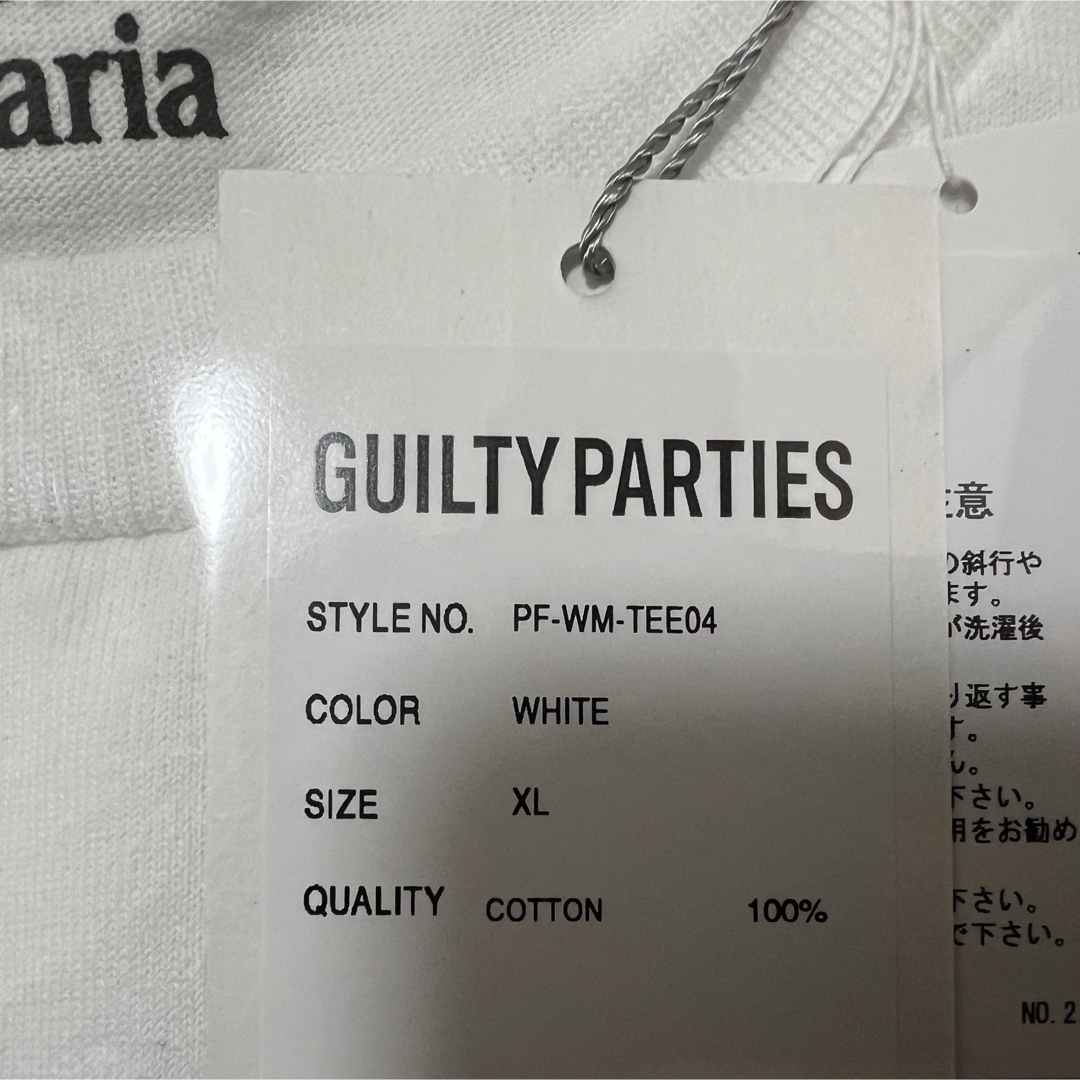 aria
GUILTY PARTIES
STYLE NO. PF-WM-TEE04
COLOR WHITE
SIZE XL
QUALITY COTTON 100%
注意
の斜行や
ます。
が洗濯後
り返す事
す。
ん。
下さい。
用をお勧め
下さい。
で下さい。
NO. 2